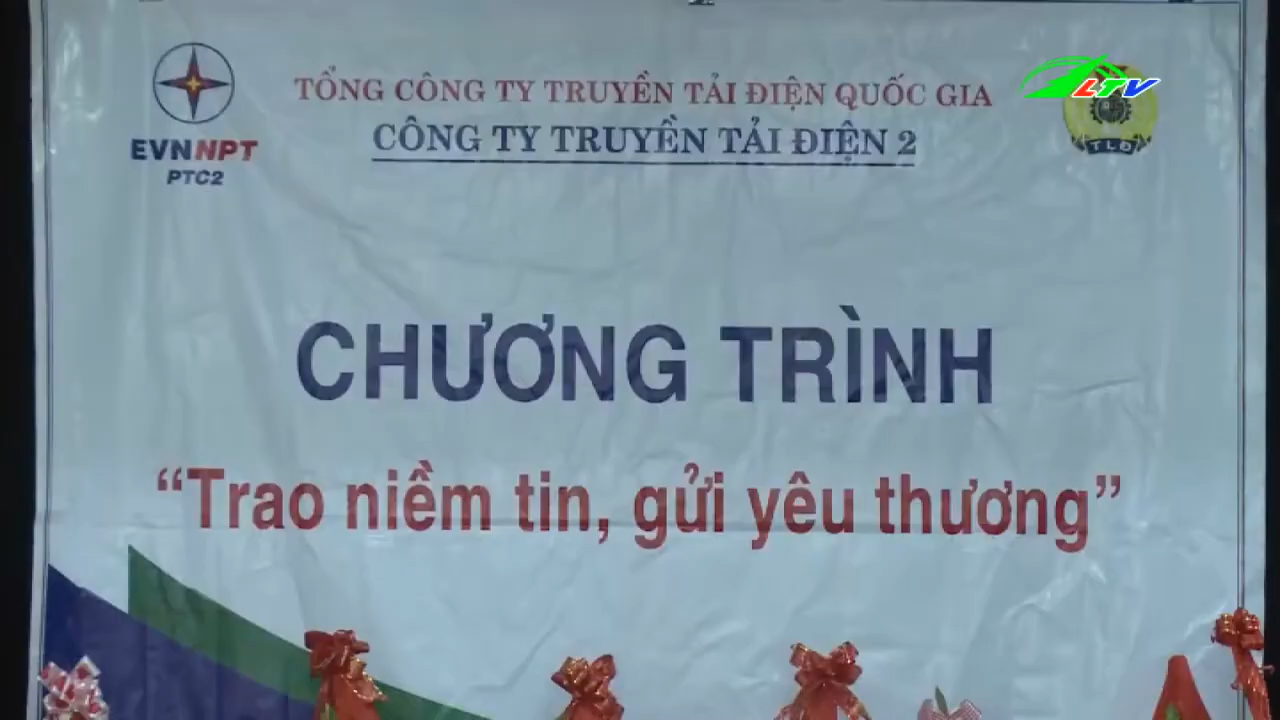 TỔNG CÔNG TY TRUYỀN TẢI ĐIỆN QUỐC GIA
CÔNG TY TRUYỀN TẢI ĐIỆN 2
EVNNPT
PTC2
LTV
TLĐ
CHƯƠNG TRÌNH
“Trao niềm tin, gửi yêu thương”